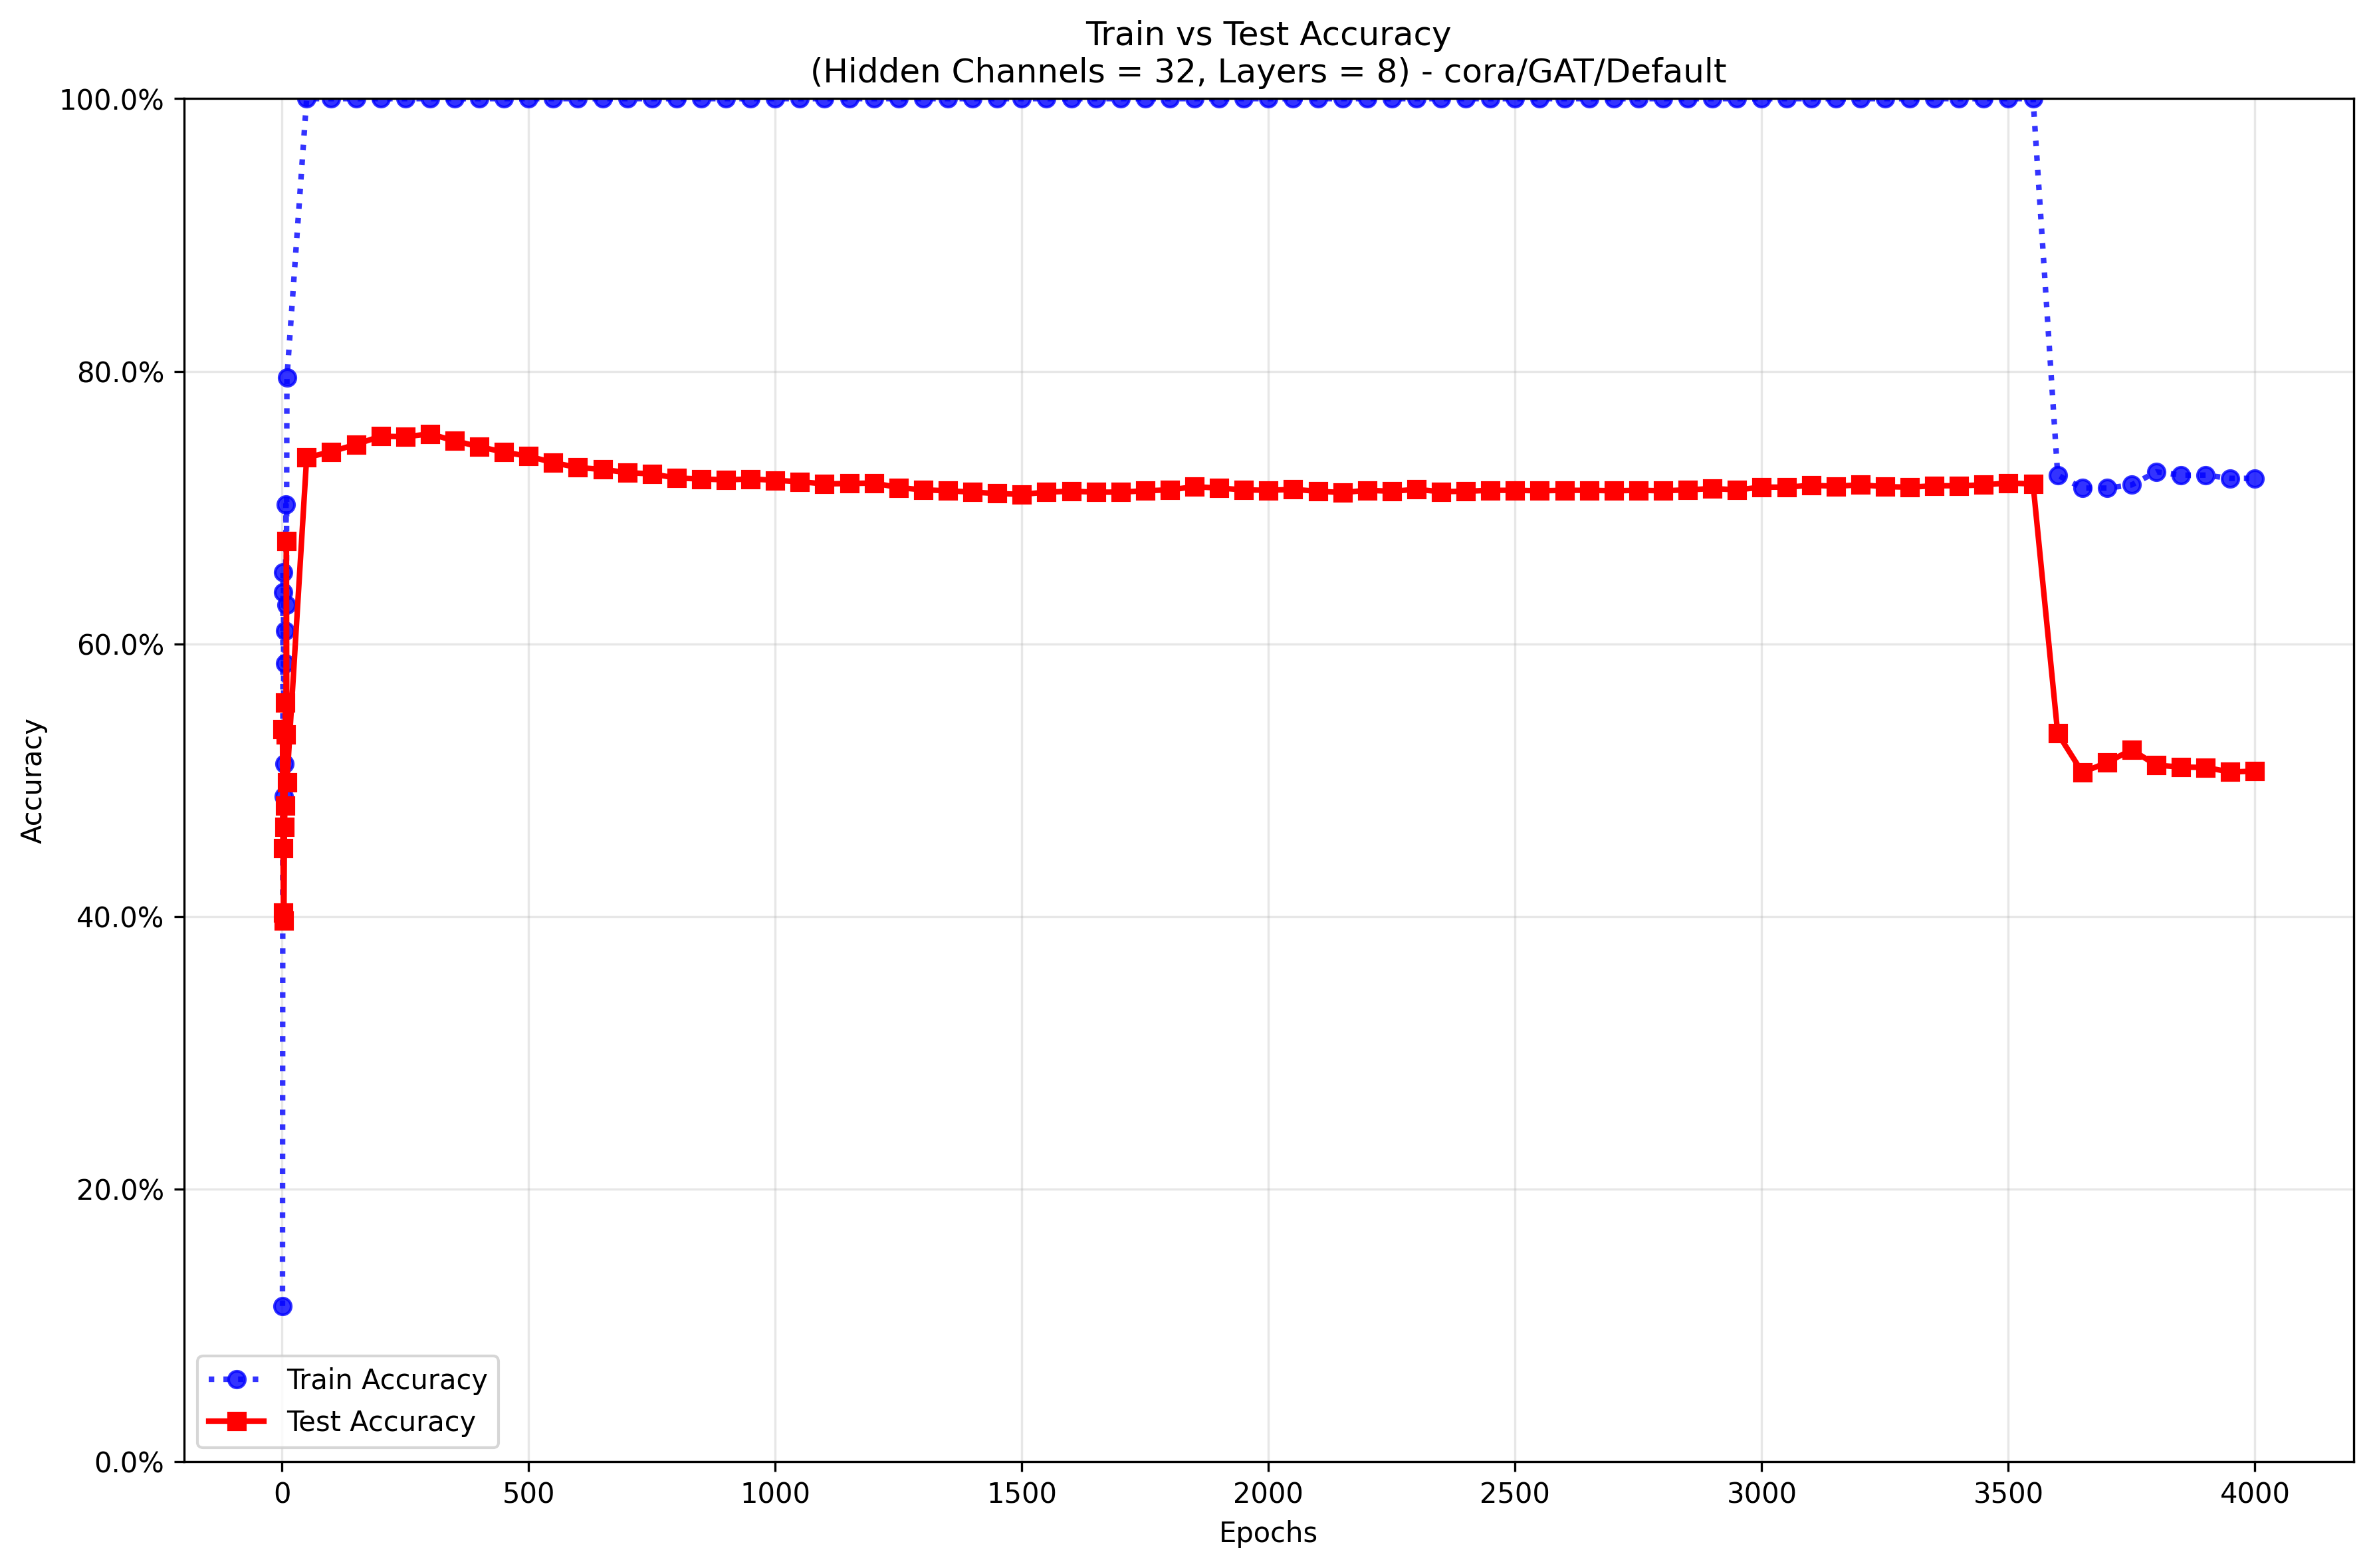 Train vs Test Accuracy
(Hidden Channels = 32, Layers = 8) - cora/GAT/Default
100.0%
80.0%
60.0%
40.0%
20.0%
0.0%
Accuracy
Train Accuracy
Test Accuracy
0 500 1000 1500 2000 2500 3000 3500 4000
Epochs